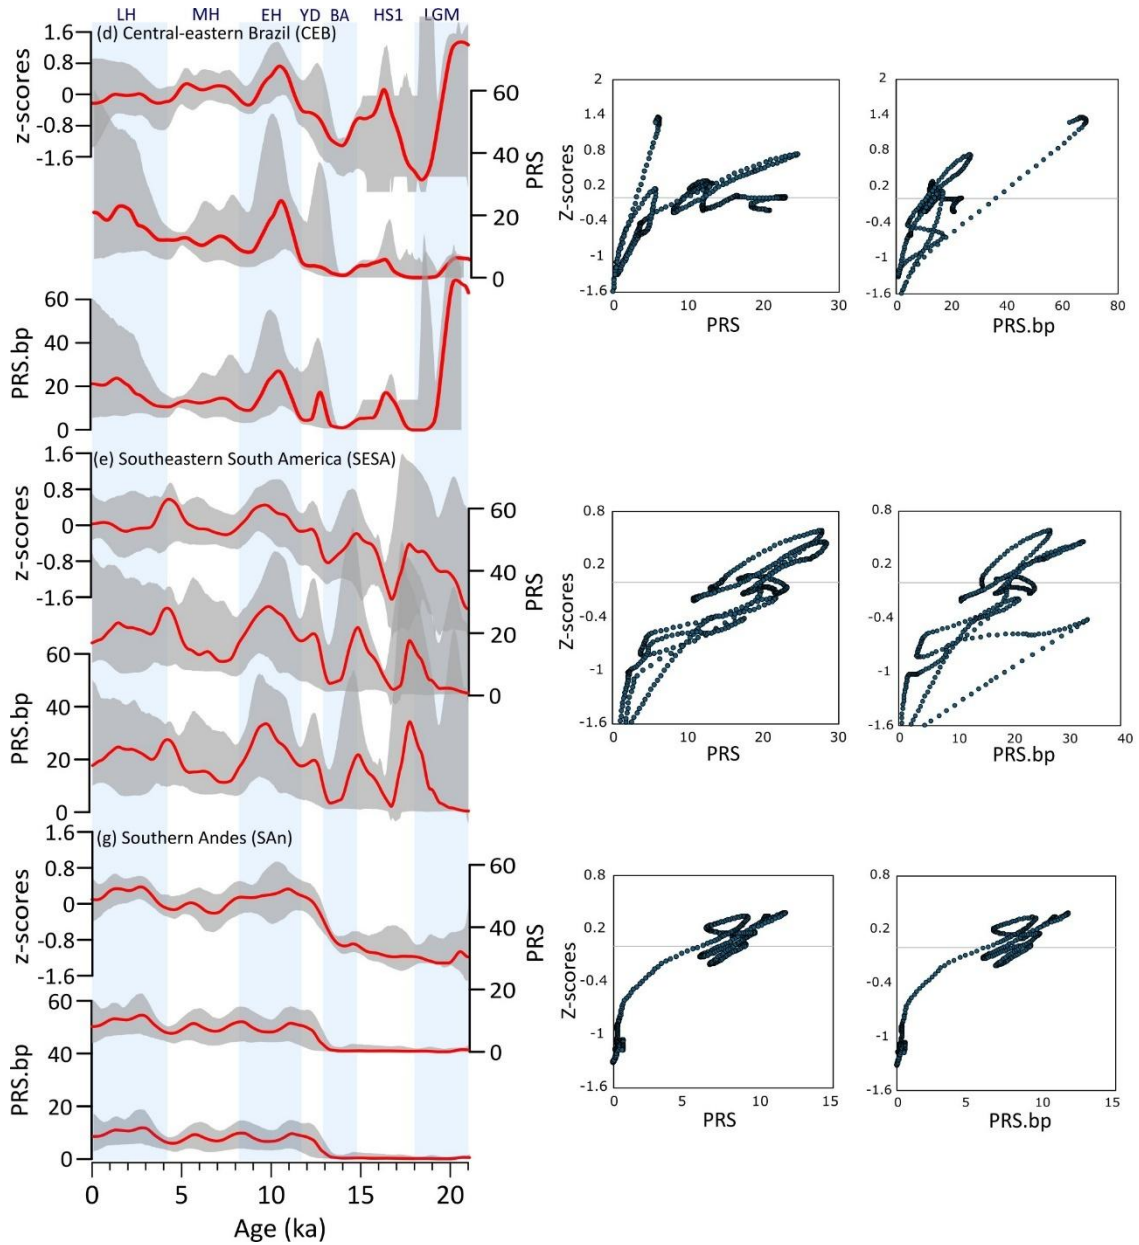 LH MH EH YD BA HS1 LGM
(d) Central-eastern Brazil (CEB)
z-scores
1.6
0.8
0
-0.8
-1.6
PRS
60
40
20
0
PRS.bp
60
40
20
0
Z-scores
2
1.4
0.8
0.2
-0.4
-1
-1.6
0 10 20 30
PRS
2
1.4
0.8
0.2
-0.4
-1
-1.6
0 20 40 60 80
PRS.bp
(e) Southeastern South America (SESA)
z-scores
1.6
0.8
0
-0.8
-1.6
PRS
60
40
20
0
PRS.bp
60
40
20
0
Z-scores
0.8
0.2
-0.4
-1
-1.6
0 10 20 30
PRS
0.8
0.2
-0.4
-1
-1.6
0 10 20 30 40
PRS.bp
(g) Southern Andes (SAn)
z-scores
1.6
0.8
0
-0.8
-1.6
PRS
60
40
20
0
PRS.bp
60
40
20
0
0 5 10 15 20
Age (ka)
Z-scores
0.8
0.2
-0.4
-1
-1.6
0 5 10 15
PRS
0.8
0.2
-0.4
-1
-1.6
0 5 10 15
PRS.bp